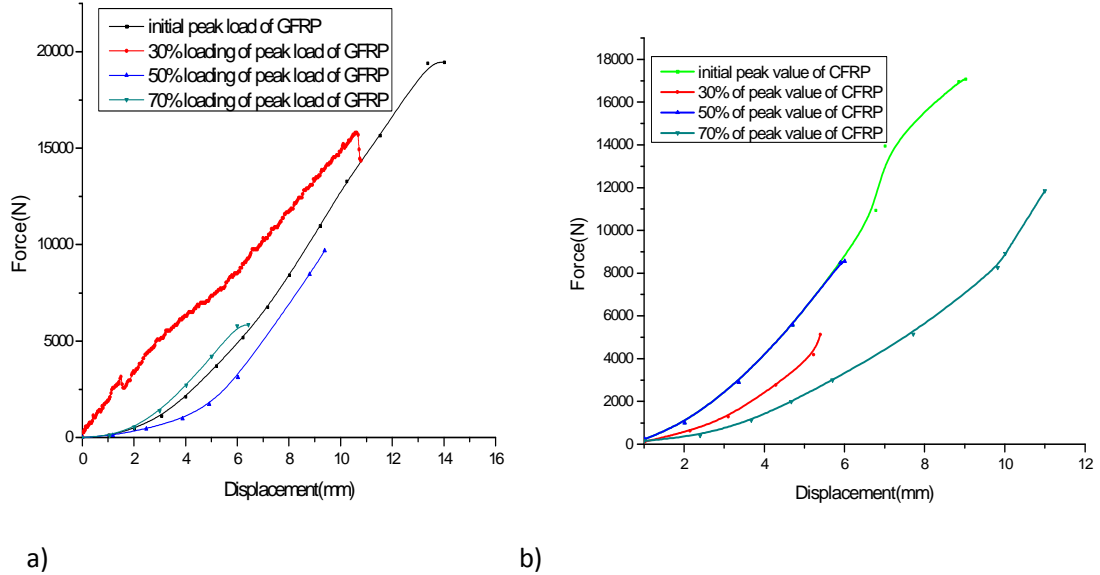 initial peak load of GFRP
30% loading of peak load of GFRP
50% loading of peak load of GFRP
70% loading of peak load of GFRP
20000
15000
10000
5000
0
Force(N)
0 2 4 6 8 10 12 14 16
Displacement(mm)
a)
initial peak value of CFRP
30% of peak value of CFRP
50% of peak value of CFRP
70% of peak value of CFRP
18000
16000
14000
12000
10000
8000
6000
4000
2000
0
Force(N)
2 4 6 8 10 12
Displacement(mm)
b)